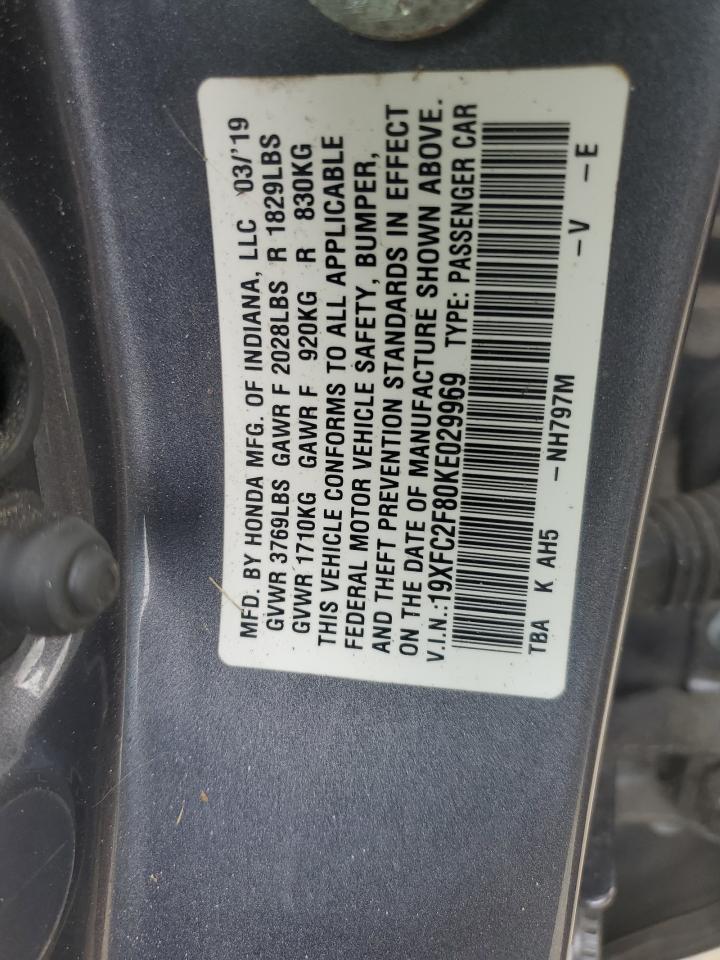 MFD. BY HONDA MFG. OF INDIANA, LLC 03/'19
GVWR 3769LBS GAWR F 2028LBS R 1829LBS
GVWR 1710KG GAWR F 920KG R 830KG
THIS VEHICLE CONFORMS TO ALL APPLICABLE
FEDERAL MOTOR VEHICLE SAFETY, BUMPER,
AND THEFT PREVENTION STANDARDS IN EFFECT
ON THE DATE OF MANUFACTURE SHOWN ABOVE.
V.I.N.:19XFC2F80KE029969 TYPE: PASSENGER CAR
TBA K AH5 -NH797M -V -E